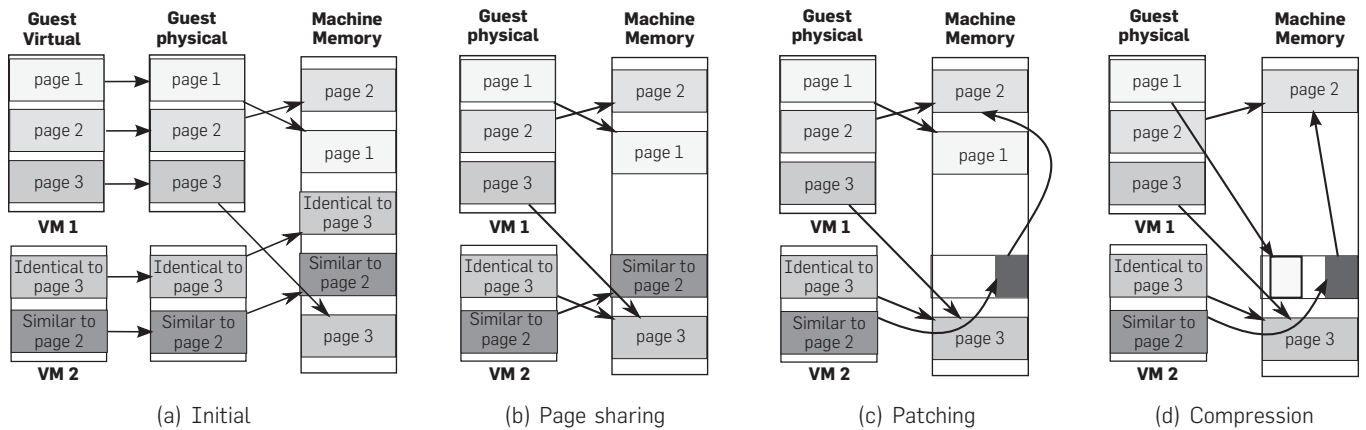 Guest Virtual
Guest physical
Machine Memory
page 1
page 2
page 3
VM 1
Identical to page 3
Similar to page 2
VM 2
page 1
page 2
page 3
Identical to page 3
Similar to page 2
page 2
page 1
Identical to page 3
Similar to page 2
page 3
(a) Initial
Guest physical
Machine Memory
page 1
page 2
page 3
VM 1
Identical to page 3
Similar to page 2
VM 2
page 2
page 1
Similar to page 2
page 3
(b) Page sharing
Guest physical
Machine Memory
page 1
page 2
page 3
VM 1
Identical to page 3
Similar to page 2
VM 2
page 2
page 1
page 3
(c) Patching
Guest physical
Machine Memory
page 1
page 2
page 3
VM 1
Identical to page 3
Similar to page 2
VM 2
page 2
page 3
(d) Compression